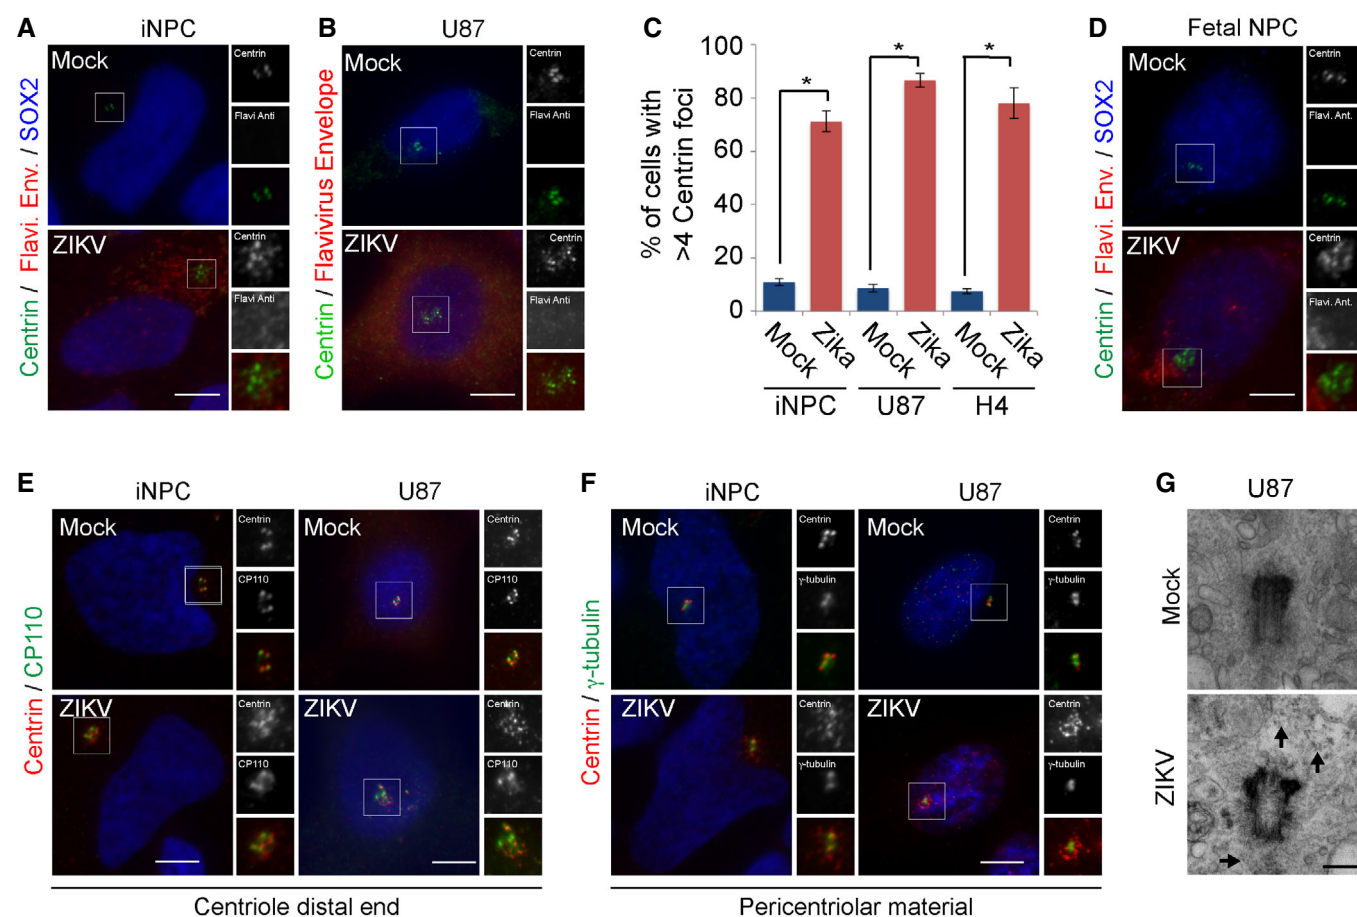 A
iNPC
Centrin / Flavi. Env. / SOX2
Mock
Centrin
Flavi Anti
ZIKV
Centrin
Flavi Anti
B
U87
Centrin / Flavivirus Envelope
Mock
Centrin
Flavi Anti
ZIKV
Centrin
Flavi Anti
C
% of cells with
>4 Centrin foci
100
80
60
40
20
0
*
*
*
Mock
Zika
Mock
Zika
Mock
Zika
iNPC
U87
H4
D
Fetal NPC
Centrin / Flavi. Env. / SOX2
Mock
Centrin
Flavi. Ant.
ZIKV
Centrin
Flavi. Ant.
E
iNPC
U87
Centrin / CP110
Mock
Centrin
CP110
Mock
Centrin
CP110
ZIKV
Centrin
CP110
ZIKV
Centrin
CP110
Centriole distal end
F
iNPC
U87
Centrin / γ-tubulin
Mock
Centrin
γ-tubulin
Mock
Centrin
γ-tubulin
ZIKV
Centrin
γ-tubulin
ZIKV
Centrin
γ-tubulin
Pericentriolar material
G
U87
Mock
ZIKV